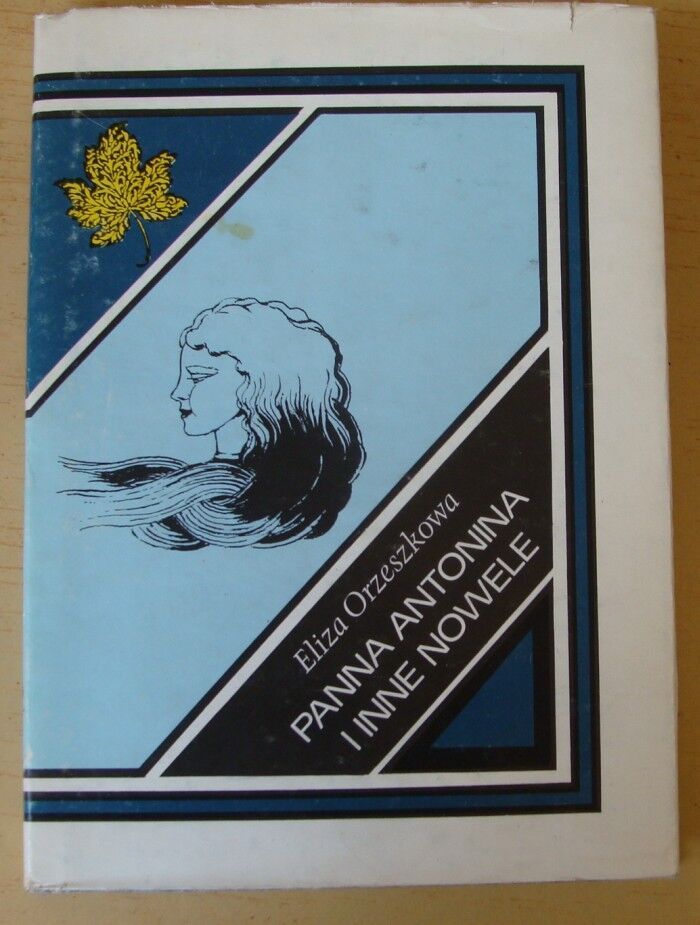 Eliza Orzeszkowa
PANNA ANTONINA
I INNE NOWELE